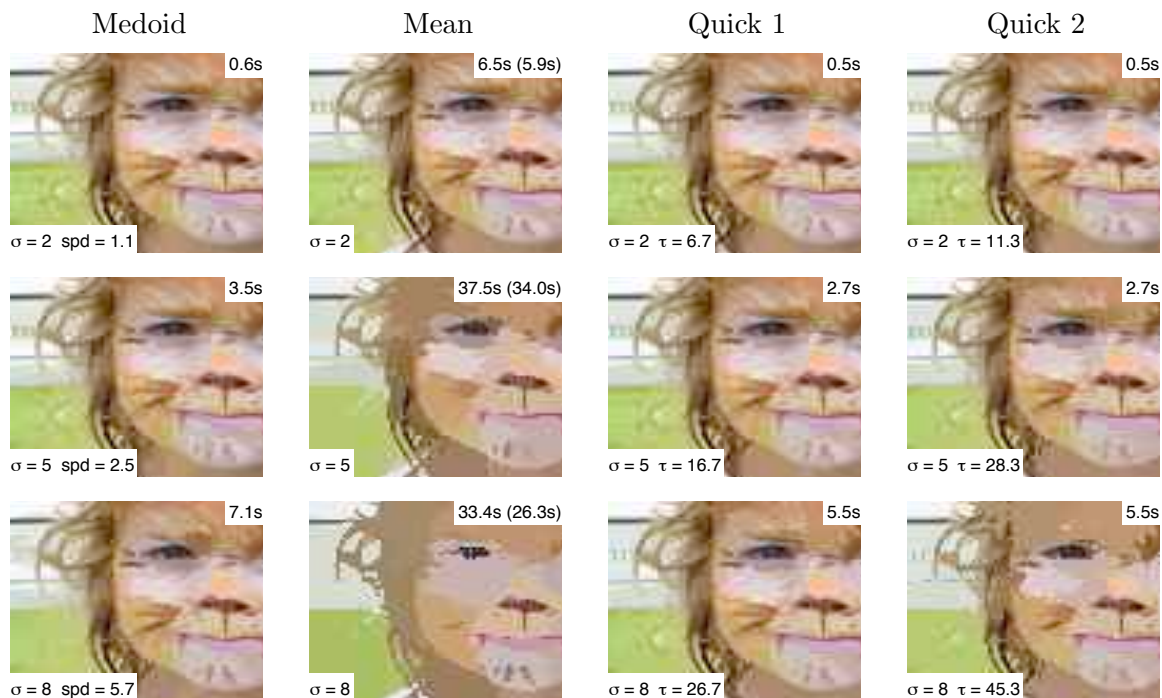 Medoid Mean Quick 1 Quick 2
0.6s 6.5s (5.9s) 0.5s 0.5s
σ = 2 spd = 1.1 σ = 2 σ = 2 τ = 6.7 σ = 2 τ = 11.3
3.5s 37.5s (34.0s) 2.7s 2.7s
σ = 5 spd = 2.5 σ = 5 σ = 5 τ = 16.7 σ = 5 τ = 28.3
7.1s 33.4s (26.3s) 5.5s 5.5s
σ = 8 spd = 5.7 σ = 8 σ = 8 τ = 26.7 σ = 8 τ = 45.3